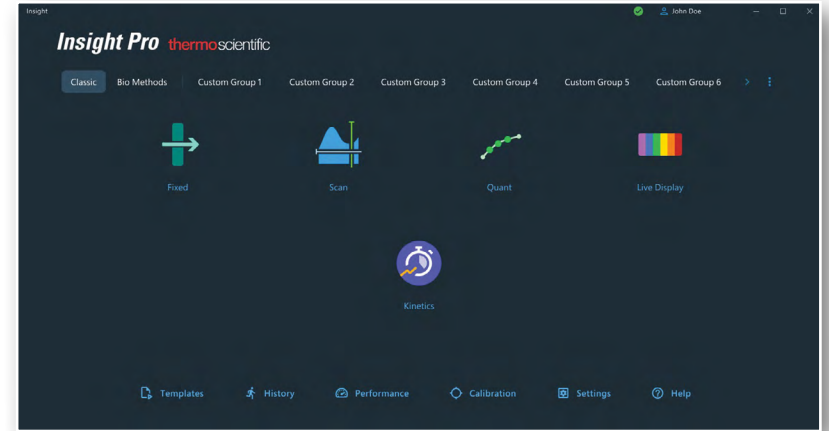 Insight
John Doe
Insight Pro thermoscientific
Classic Bio Methods Custom Group 1 Custom Group 2 Custom Group 3 Custom Group 4 Custom Group 5 Custom Group 6
Fixed Scan Quant Live Display
Kinetics
Templates History Performance Calibration Settings Help